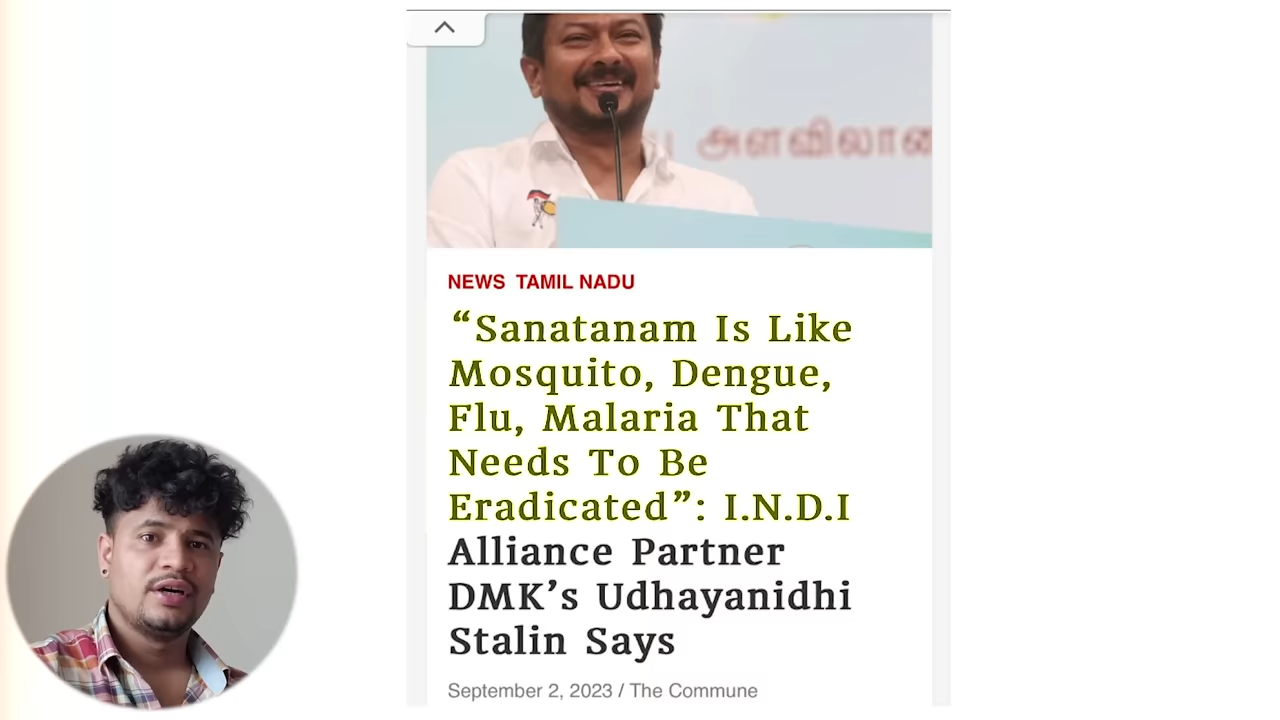 அளவிலான
NEWS TAMIL NADU
“Sanatanam Is Like
Mosquito, Dengue,
Flu, Malaria That
Needs To Be
Eradicated”: I.N.D.I
Alliance Partner
DMK’s Udhayanidhi
Stalin Says
September 2, 2023 / The Commune